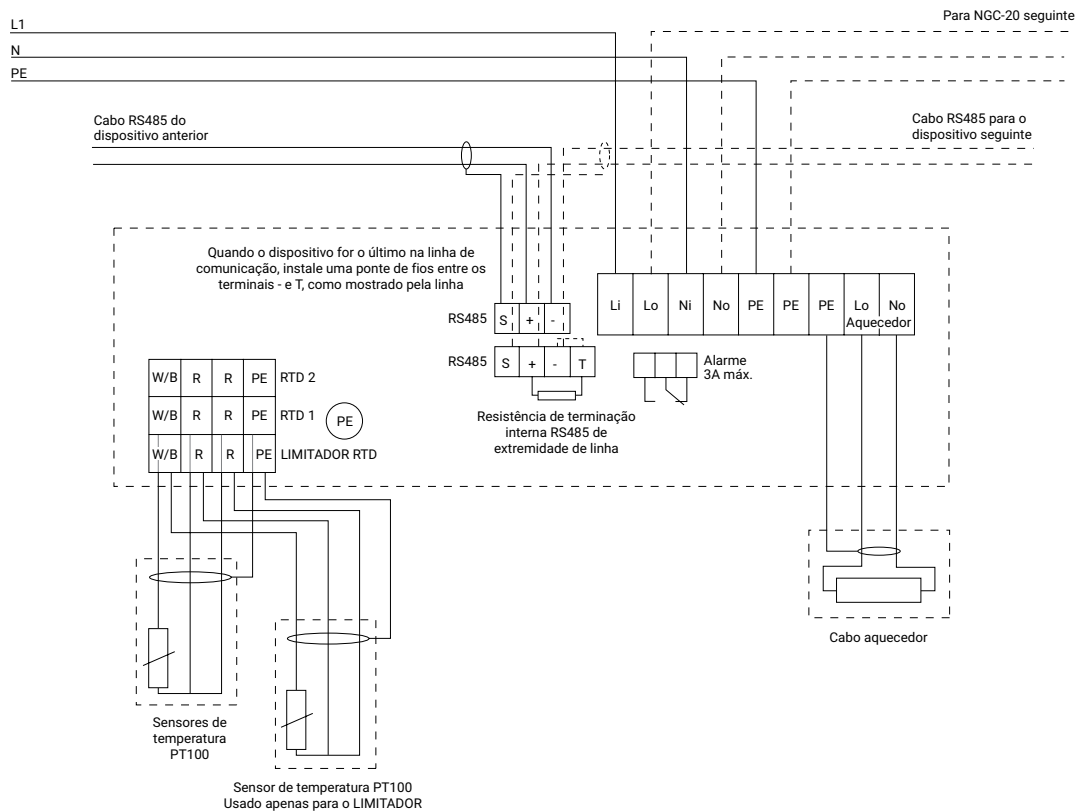 Para NGC-20 seguinte
L1
N
PE
Cabo RS485 do
dispositivo anterior
Cabo RS485 para o
dispositivo seguinte
Quando o dispositivo for o último na linha de
comunicação, instale uma ponte de fios entre os
terminais - e T, como mostrado pela linha
Li Lo Ni No PE PE PE Lo No
Aquecedor
RS485 S + -
RS485 S + - T
Alarme
3A máx.
Resistência de terminação
interna RS485 de
extremidade de linha
W/B R R PE RTD 2
W/B R R PE RTD 1
PE
W/B R R PE LIMITADOR RTD
Cabo aquecedor
Sensores de
temperatura
PT100
Sensor de temperatura PT100
Usado apenas para o LIMITADOR